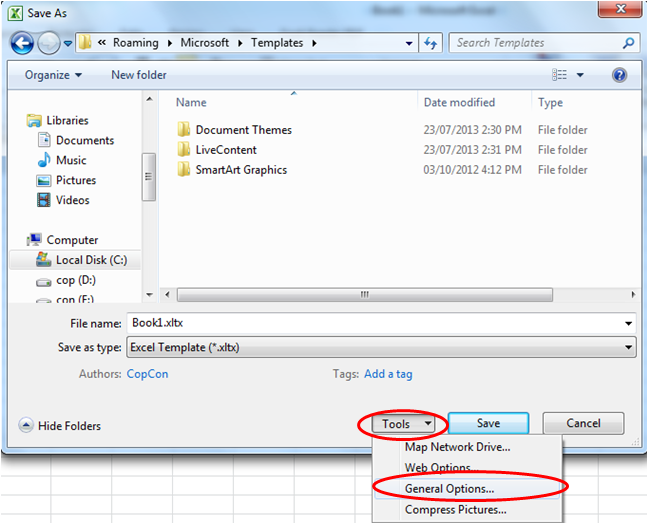 Save As
Book1 - Microsoft Excel
« Roaming Microsoft Templates Search Templates
Organize New folder
Name Date modified Type
Libraries
Documents
Music
Pictures
Videos
Computer
Local Disk (C:)
cop (D:)
cop (E:)
Document Themes 23/07/2013 2:30 PM File folder
LiveContent 23/07/2013 2:31 PM File folder
SmartArt Graphics 03/10/2012 4:12 PM File folder
File name: Book1.xltx
Save as type: Excel Template (*.xltx)
Authors: CopCon Tags: Add a tag
Hide Folders Tools Save Cancel
Map Network Drive...
Web Options...
General Options...
Compress Pictures...